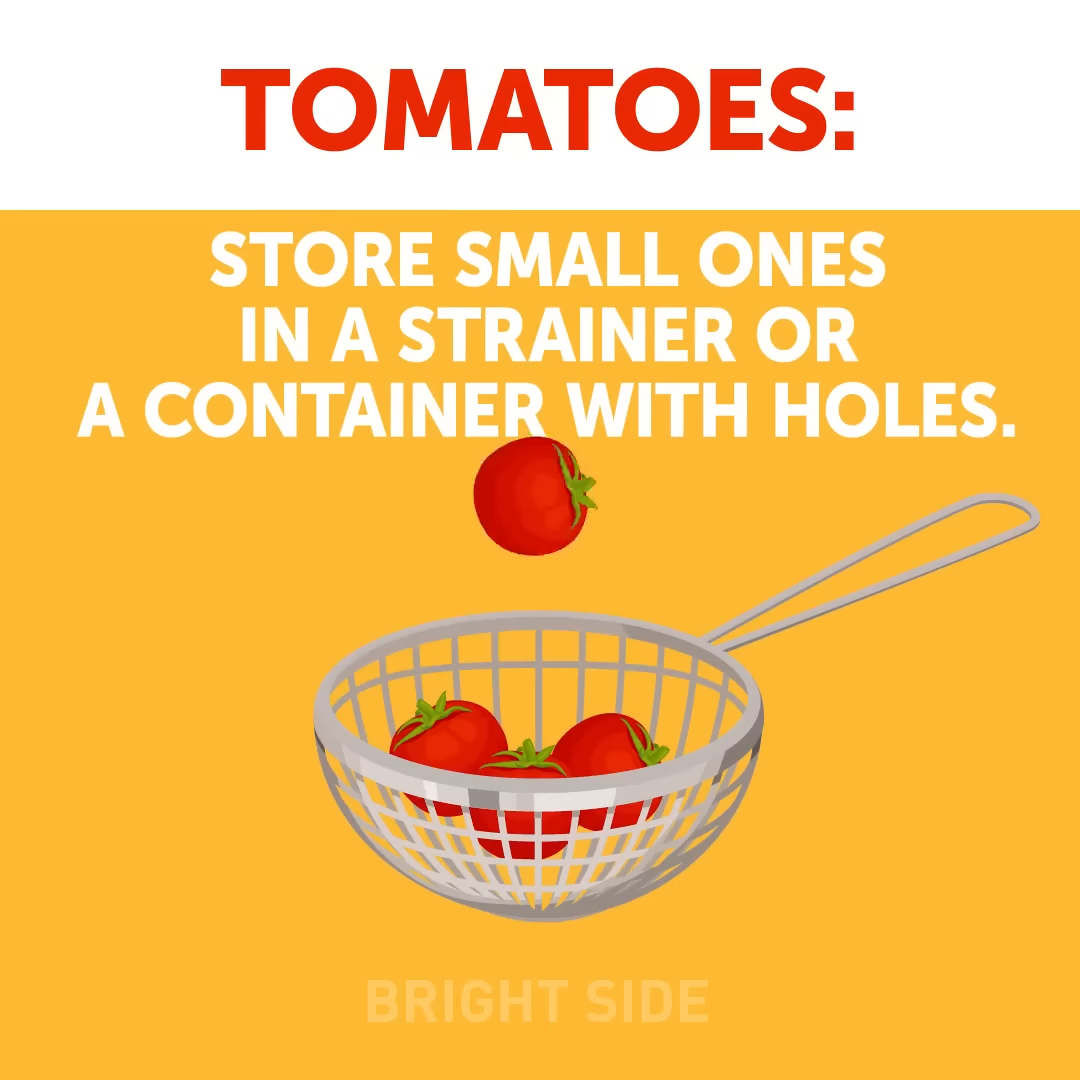 TOMATOES:
STORE SMALL ONES
IN A STRAINER OR
A CONTAINER WITH HOLES.
BRIGHT SIDE